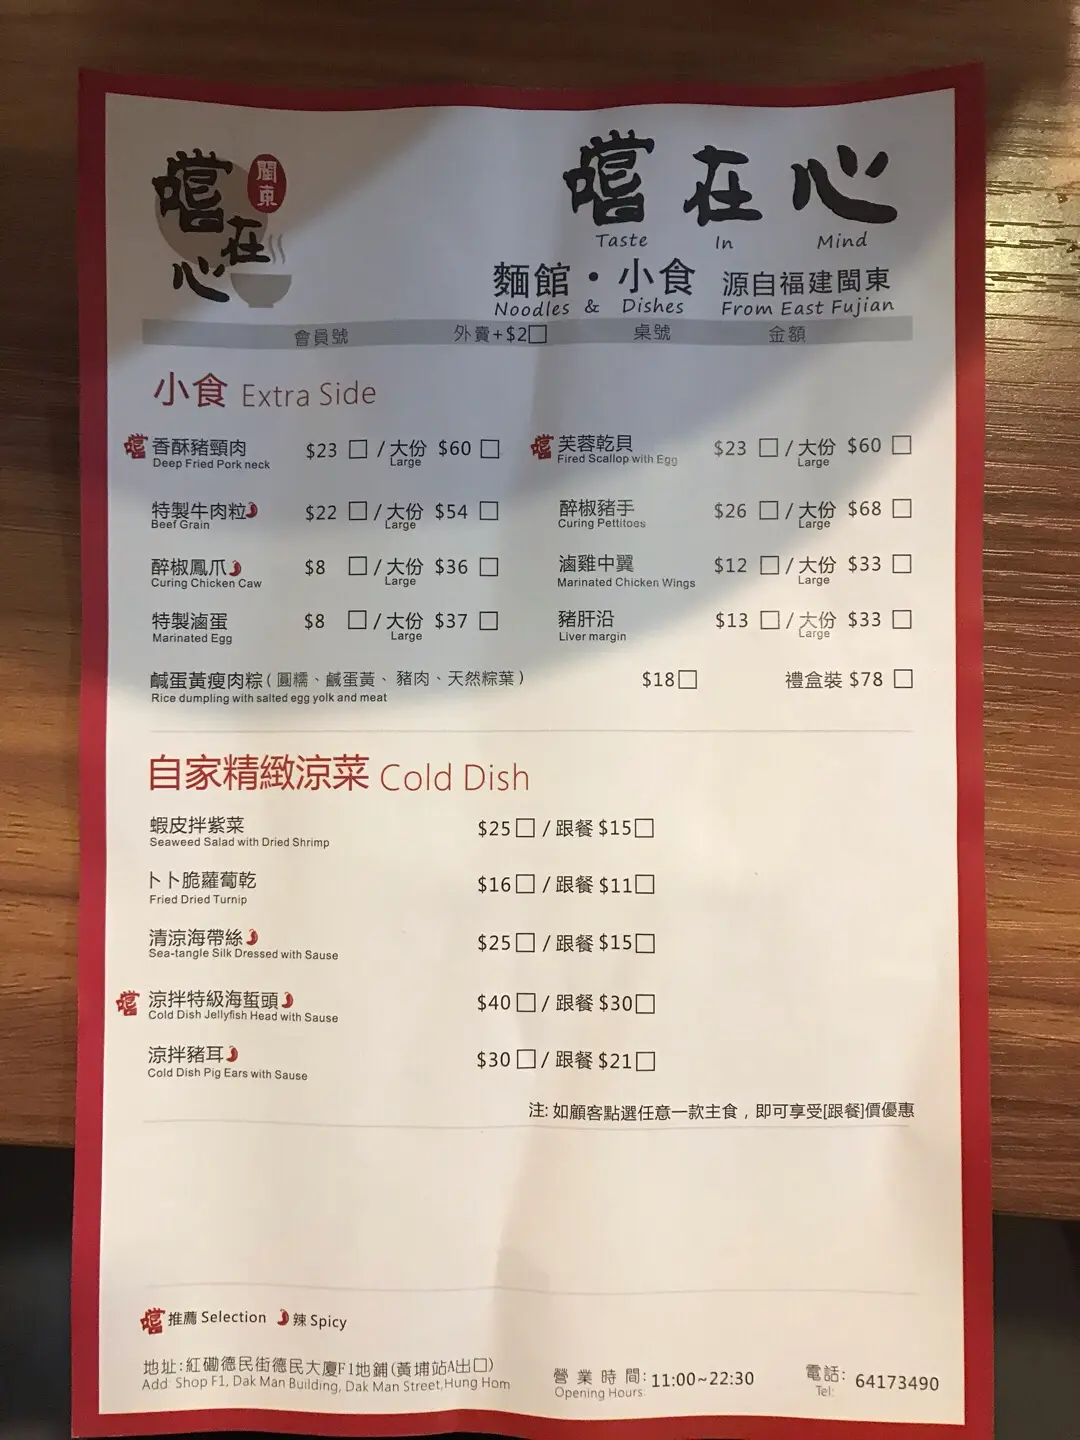 嚐在心
閩東
嚐 在 心
Taste In Mind
麵館・小食 源自福建閩東
Noodles & Dishes From East Fujian
會員號 外賣+$2□ 桌號 金額
小食 Extra Side
嚐 香酥豬頸肉 $23 □ / 大份 $60 □
Deep Fried Pork neck Large
嚐 芙蓉乾貝 $23 □ / 大份 $60 □
Fired Scallop with Egg Large
特製牛肉粒 $22 □ / 大份 $54 □
Beef Grain Large
醉椒豬手 $26 □ / 大份 $68 □
Curing Pettitoes Large
醉椒鳳爪 $8 □ / 大份 $36 □
Curing Chicken Caw Large
滷雞中翼 $12 □ / 大份 $33 □
Marinated Chicken Wings Large
特製滷蛋 $8 □ / 大份 $37 □
Marinated Egg Large
豬肝沿 $13 □ / 大份 $33 □
Liver margin Large
鹹蛋黃瘦肉粽(圓糯、鹹蛋黃、豬肉、天然粽葉) $18□ 禮盒裝 $78 □
Rice dumpling with salted egg yolk and meat
自家精緻涼菜 Cold Dish
蝦皮拌紫菜 $25□ / 跟餐 $15□
Seaweed Salad with Dried Shrimp
卜卜脆蘿蔔乾 $16□ / 跟餐 $11□
Fried Dried Turnip
清涼海帶絲 $25□ / 跟餐 $15□
Sea-tangle Silk Dressed with Sause
嚐 涼拌特級海蜇頭 $40□ / 跟餐 $30□
Cold Dish Jellyfish Head with Sause
涼拌豬耳 $30□ / 跟餐 $21□
Cold Dish Pig Ears with Sause
注: 如顧客點選任意一款主食,即可享受[跟餐]價優惠
嚐 推薦 Selection 辣 Spicy
地址:紅磡德民街德民大廈F1地鋪(黃埔站A出口)
Add: Shop F1, Dak Man Building, Dak Man Street,Hung Hom
營業時間: 11:00~22:30
Opening Hours:
電話: 64173490
Tel: